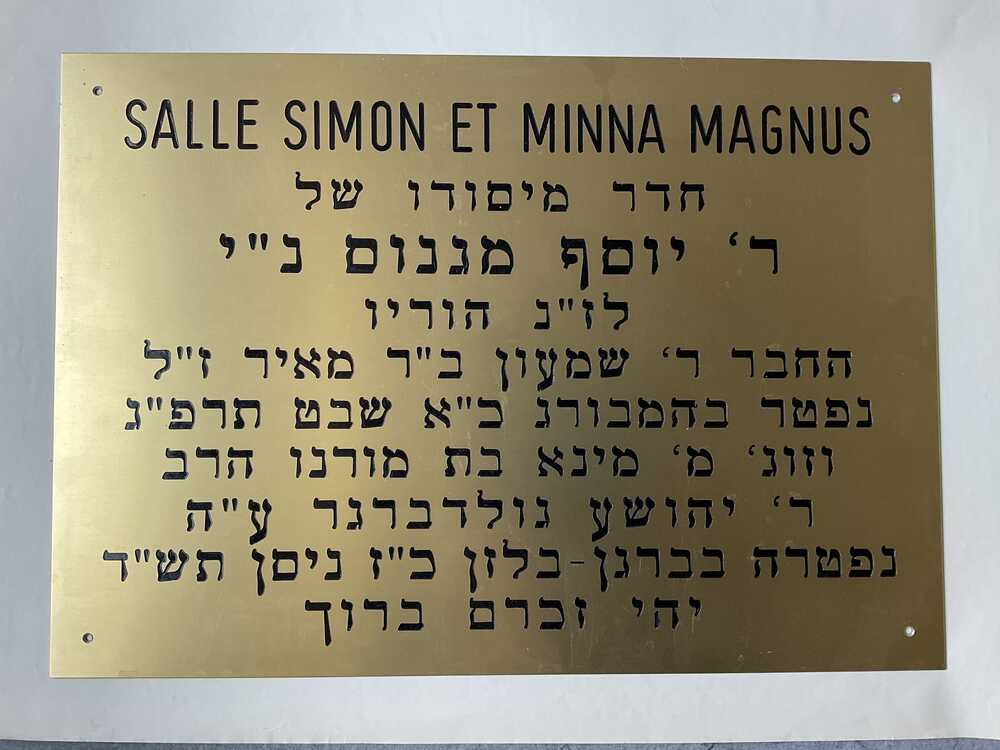 SALLE SIMON ET MINNA MAGNUS
חדר מיסודו של
ר' יוסף מגנום נ"י
לז"נ הוריו
החבר ר' שמעון ב"ר מאיר ז"ל
נפטר בהמבורג כ"א שבט תרפ"ג
וזוג' מ' מינא בת מורנו הרב
ר' יהושע גולדברגר ע"ה
נפטרה בברגן-בלזן כ"ז ניסן תש"ד
יהי זכרם ברוך